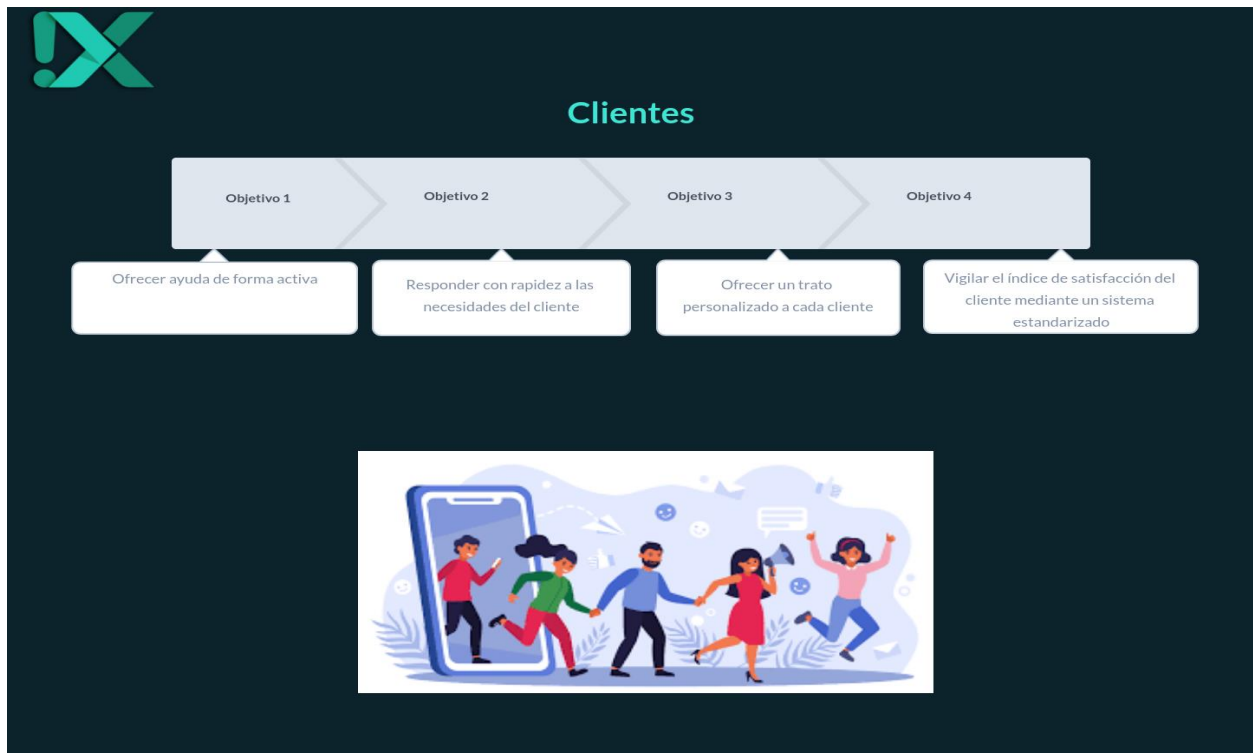 Clientes
Objetivo 1
Objetivo 2
Objetivo 3
Objetivo 4
Ofrecer ayuda de forma activa
Responder con rapidez a las
necesidades del cliente
Ofrecer un trato
personalizado a cada cliente
Vigilar el índice de satisfacción del
cliente mediante un sistema
estandarizado